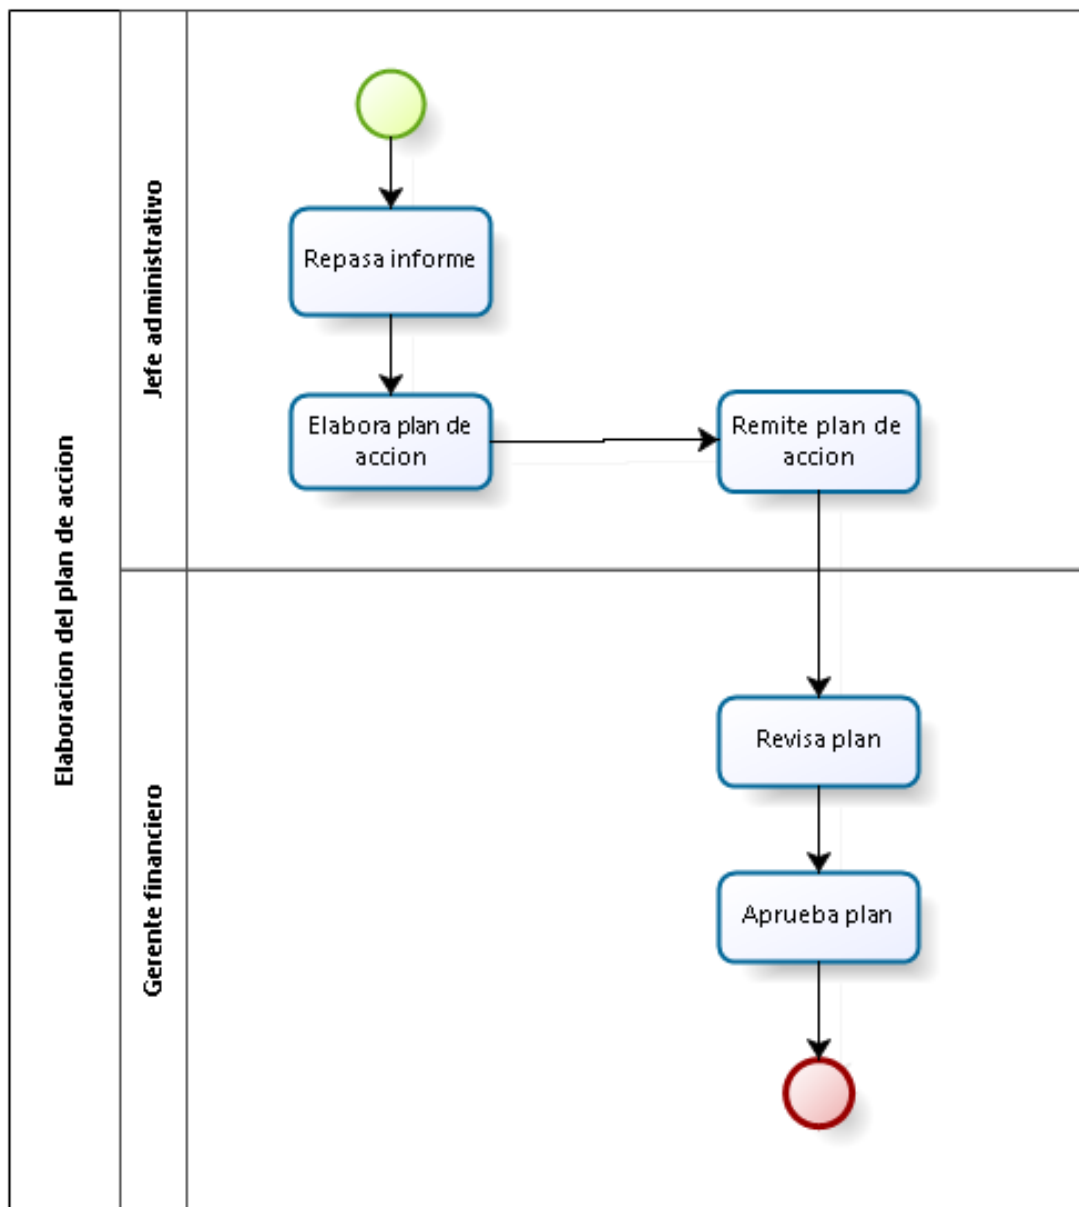 Elaboracion del plan de accion
Jefe administrativo
Repasa informe
Elabora plan de
accion
Remite plan de
accion
Gerente financiero
Revisa plan
Aprueba plan